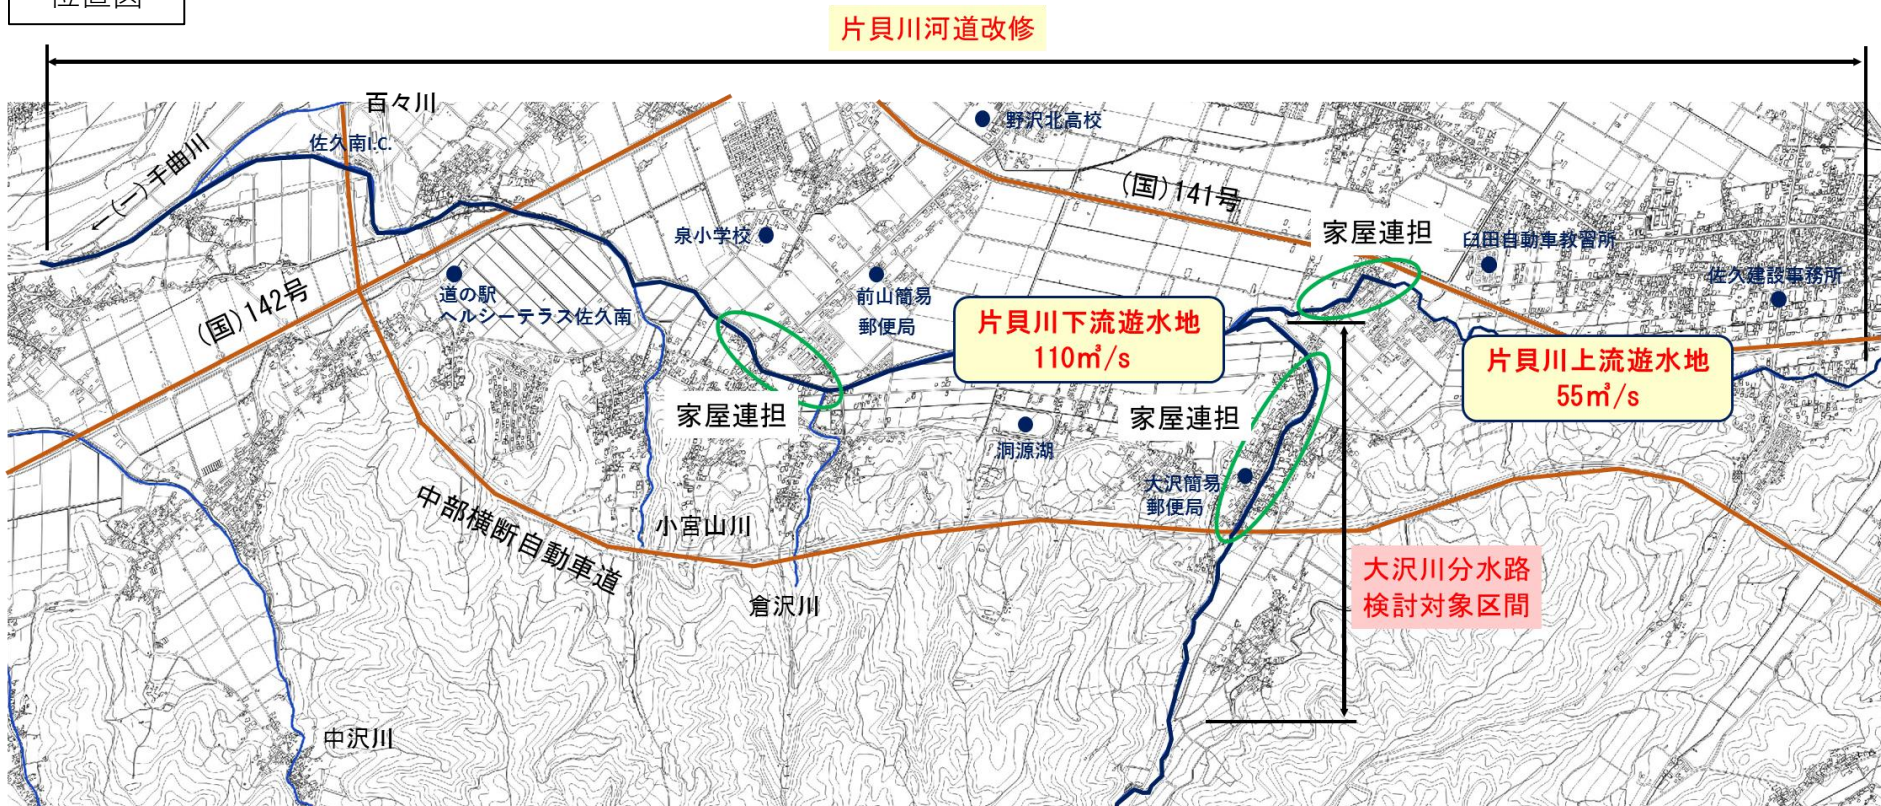 位置図
片貝川河道改修
百々川
佐久南I.C.
←(一)千曲川
野沢北高校
(国)141号
泉小学校
家屋連担
臼田自動車教習所
佐久建設事務所
道の駅
ヘルシーテラス佐久南
前山簡易
郵便局
(国)142号
片貝川下流遊水地
110㎥/s
片貝川上流遊水地
55㎥/s
家屋連担
家屋連担
洞源湖
大沢簡易
郵便局
中部横断自動車道
小宮山川
倉沢川
大沢川分水路
検討対象区間
中沢川